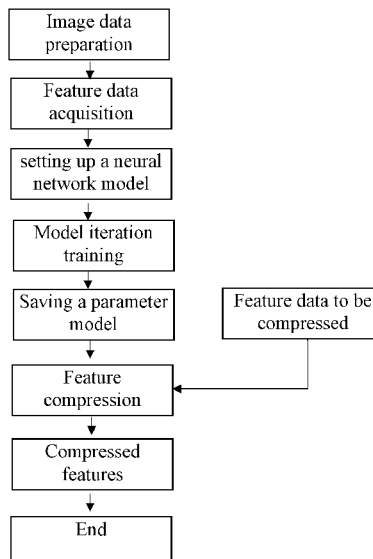 Image data
preparation
Feature data
acquisition
setting up a neural
network model
Model iteration
training
Saving a parameter
model
Feature data to be
compressed
Feature
compression
Compressed
features
End